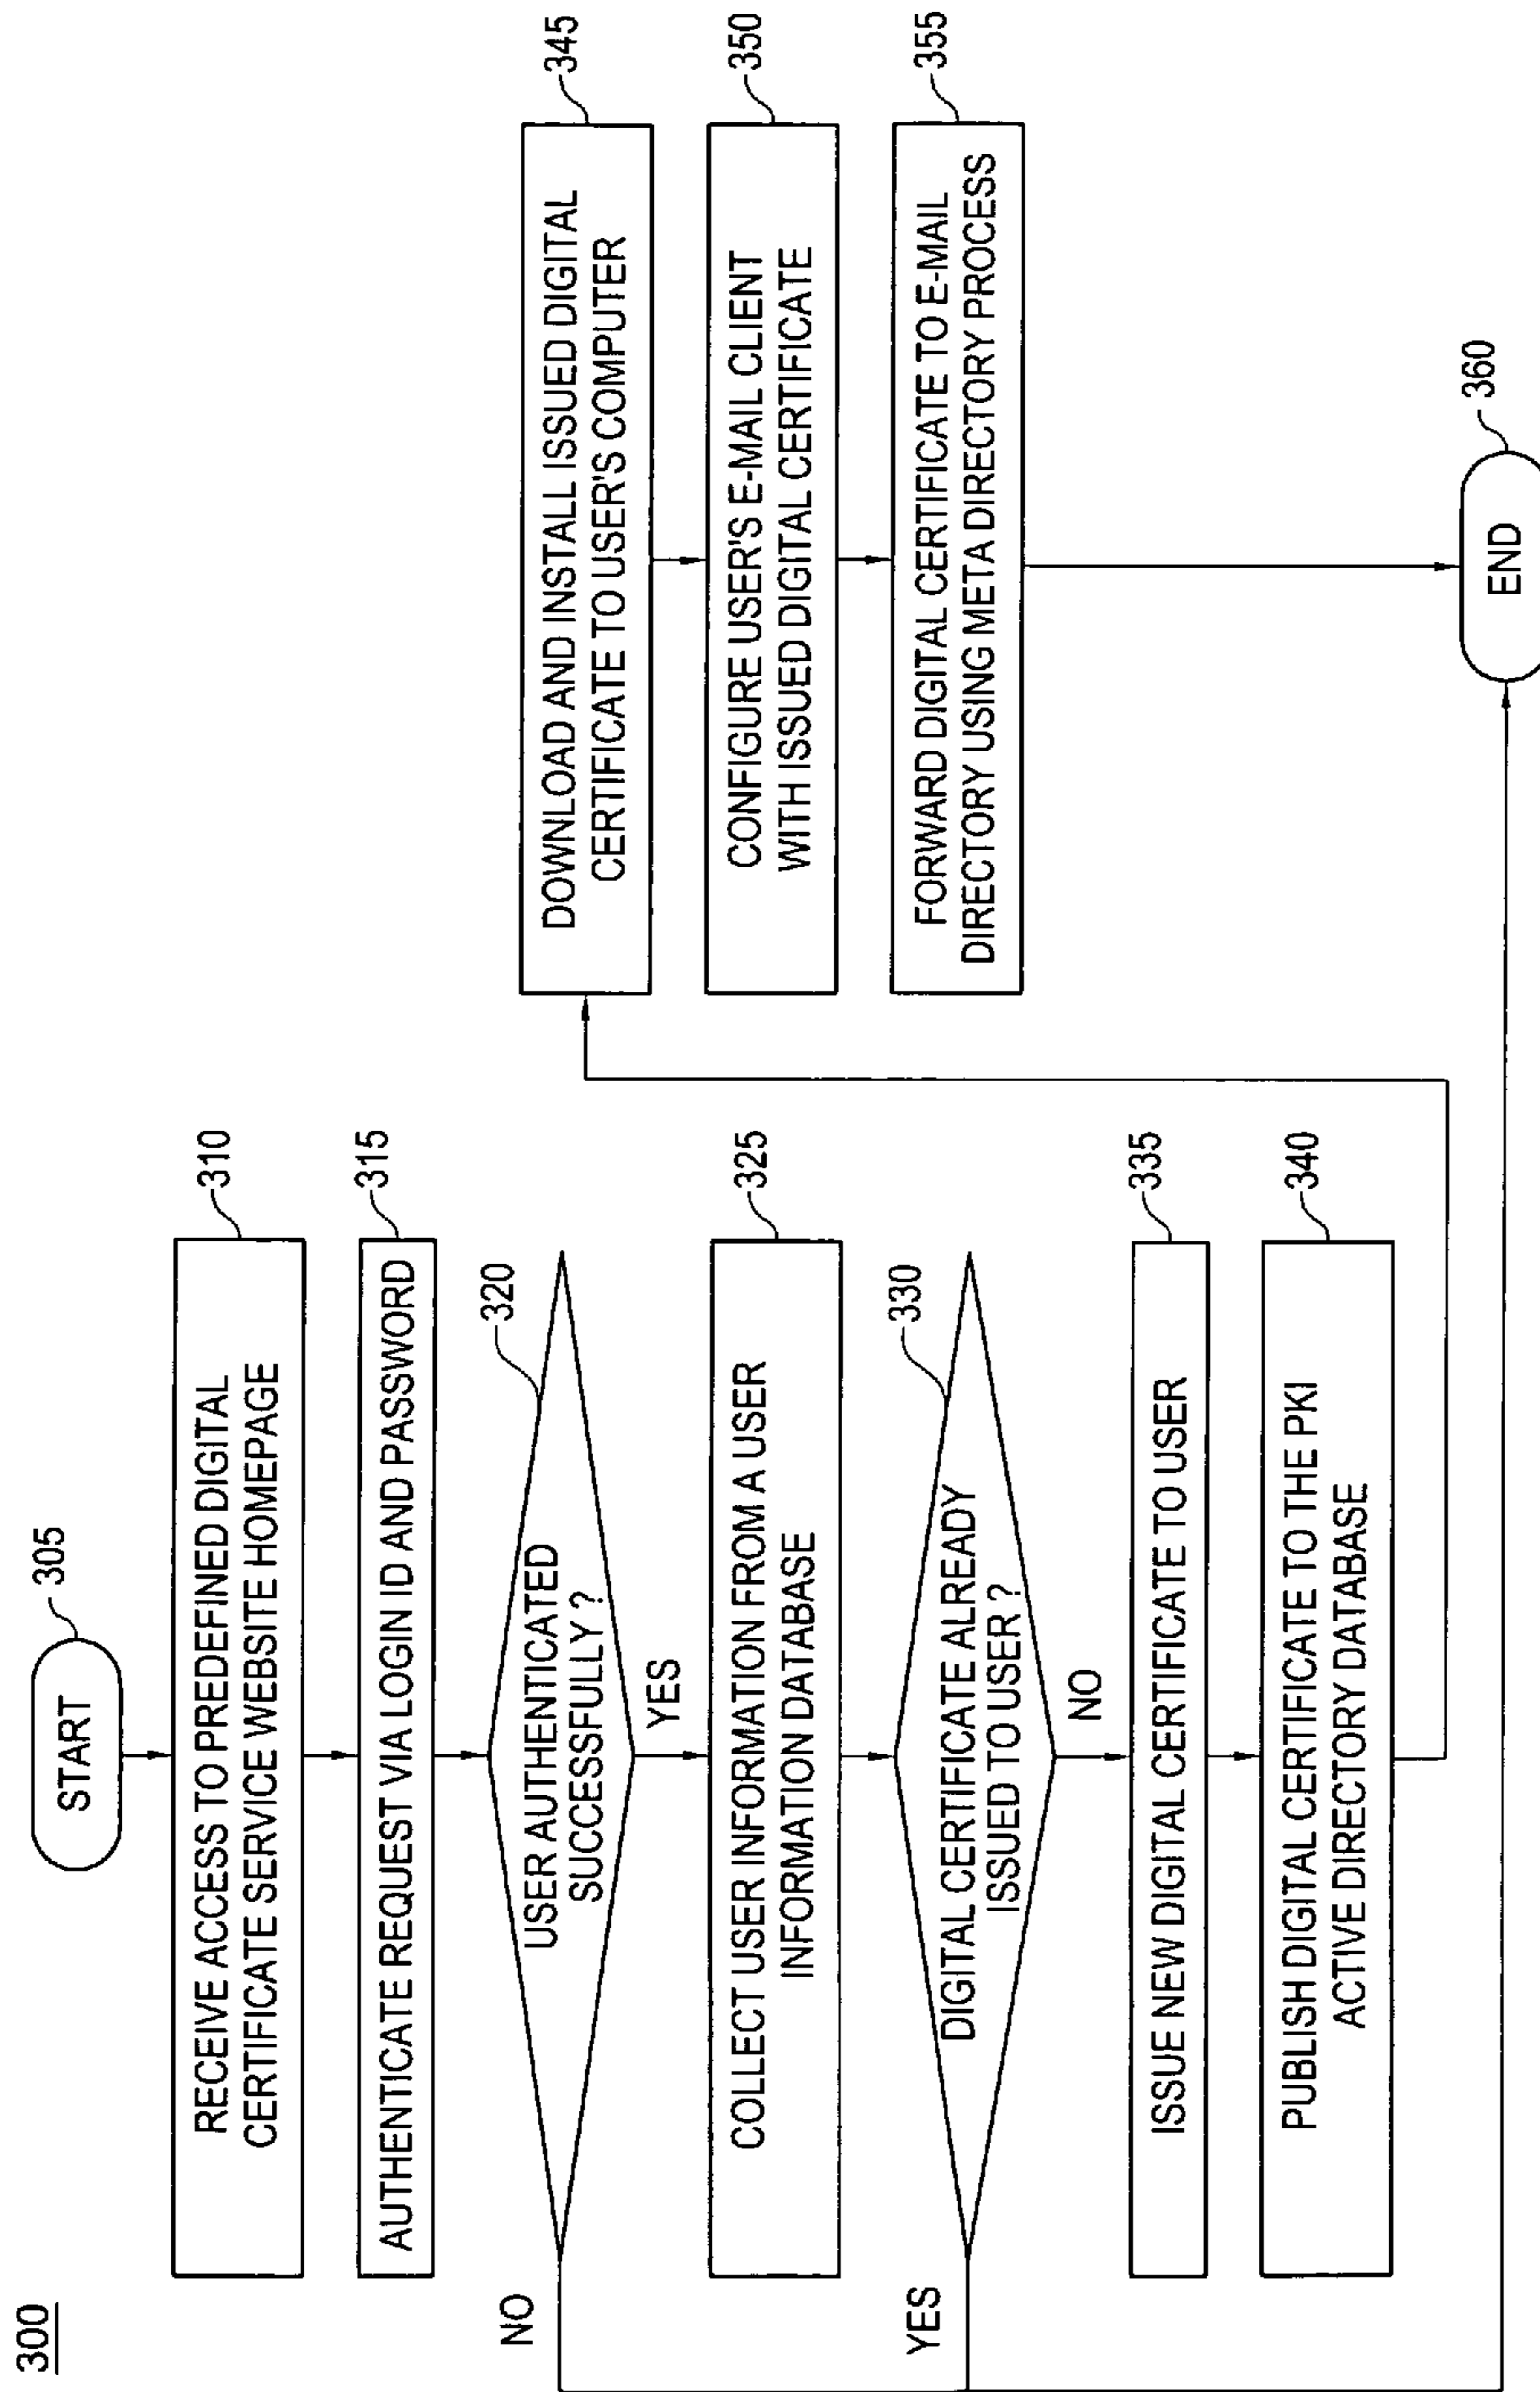 300
START
305
RECEIVE ACCESS TO PREDEFINED DIGITAL
CERTIFICATE SERVICE WEBSITE HOMEPAGE
310
AUTHENTICATE REQUEST VIA LOGIN ID AND PASSWORD
315
USER AUTHENTICATED
SUCCESSFULLY ?
320
NO
YES
COLLECT USER INFORMATION FROM A USER
INFORMATION DATABASE
325
DIGITAL CERTIFICATE ALREADY
ISSUED TO USER ?
330
YES
NO
ISSUE NEW DIGITAL CERTIFICATE TO USER
335
PUBLISH DIGITAL CERTIFICATE TO THE PKI
ACTIVE DIRECTORY DATABASE
340
DOWNLOAD AND INSTALL ISSUED DIGITAL
CERTIFICATE TO USER'S COMPUTER
345
CONFIGURE USER'S E-MAIL CLIENT
WITH ISSUED DIGITAL CERTIFICATE
350
FORWARD DIGITAL CERTIFICATE TO E-MAIL
DIRECTORY USING META DIRECTORY PROCESS
355
END
360